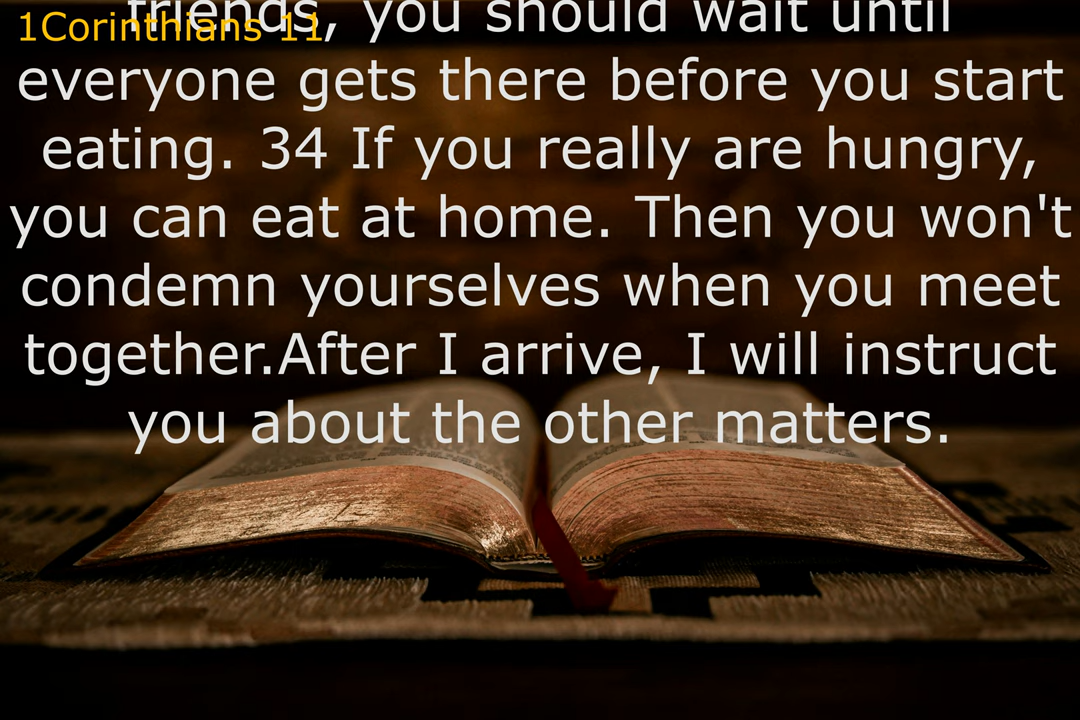 1Corinthians 11
friends, you should wait until
everyone gets there before you start
eating. 34 If you really are hungry,
you can eat at home. Then you won't
condemn yourselves when you meet
together.After I arrive, I will instruct
you about the other matters.